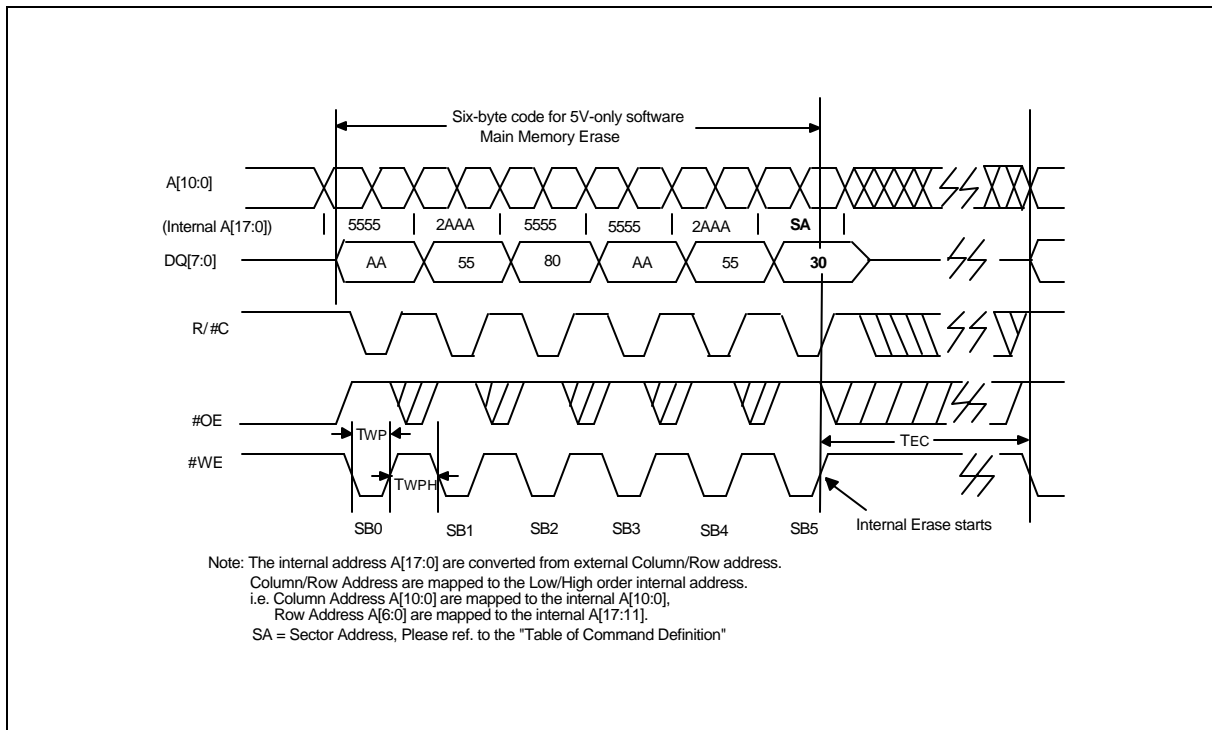 Six-byte code for 5V-only software
Main Memory Erase
A[10:0]
(Internal A[17:0])
5555 2AAA 5555 5555 2AAA SA
DQ[7:0]
AA 55 80 AA 55 30
R/#C
#OE
TWP
TEC
#WE
TWPH
SB0 SB1 SB2 SB3 SB4 SB5
Internal Erase starts
Note: The internal address A[17:0] are converted from external Column/Row address.
Column/Row Address are mapped to the Low/High order internal address.
i.e. Column Address A[10:0] are mapped to the internal A[10:0],
Row Address A[6:0] are mapped to the internal A[17:11].
SA = Sector Address, Please ref. to the "Table of Command Definition"